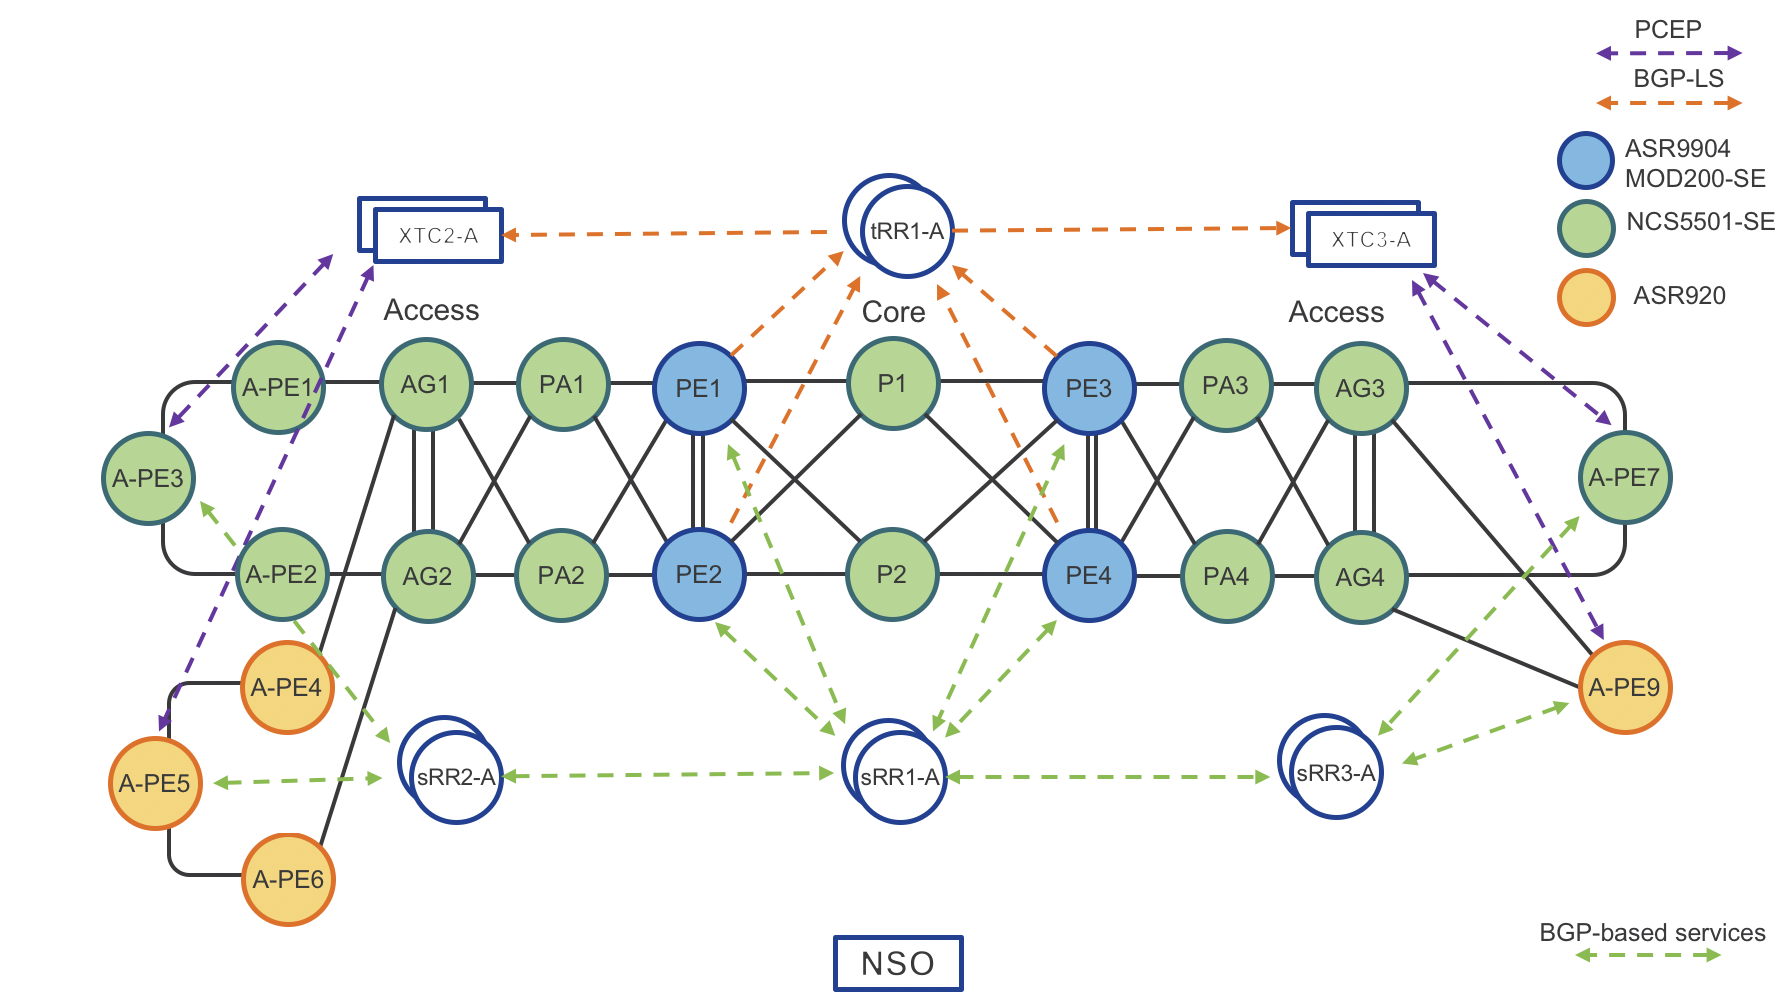 PCEP
BGP-LS
ASR9904
MOD200-SE
NCS5501-SE
ASR920
XTC2-A
tRR1-A
XTC3-A
Access
Core
Access
A-PE1
AG1
PA1
PE1
P1
PE3
PA3
AG3
A-PE3
A-PE7
A-PE2
AG2
PA2
PE2
P2
PE4
PA4
AG4
A-PE4
A-PE9
A-PE5
sRR2-A
sRR1-A
sRR3-A
A-PE6
BGP-based services
NSO